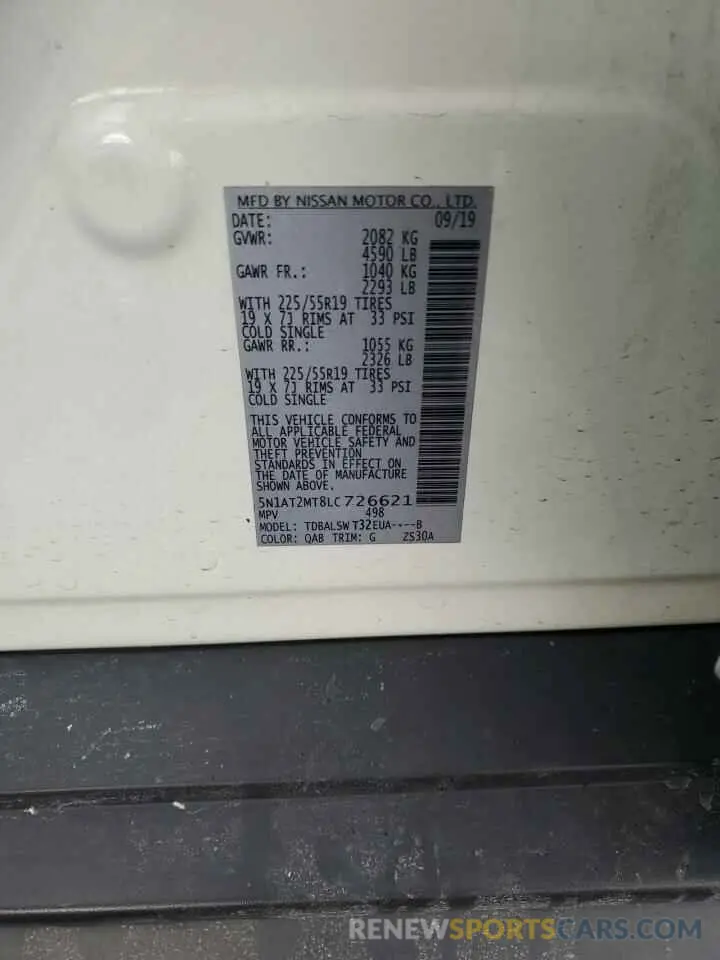 MFD BY NISSAN MOTOR CO., LTD.
DATE: 09/19
GVWR: 2082 KG
4590 LB
GAWR FR.: 1040 KG
2293 LB
WITH 225/55R19 TIRES
19 X 7J RIMS AT 33 PSI
COLD SINGLE
GAWR RR.: 1055 KG
2326 LB
WITH 225/55R19 TIRES
19 X 7J RIMS AT 33 PSI
COLD SINGLE
THIS VEHICLE CONFORMS TO
ALL APPLICABLE FEDERAL
MOTOR VEHICLE SAFETY AND
THEFT PREVENTION
STANDARDS IN EFFECT ON
THE DATE OF MANUFACTURE
SHOWN ABOVE.
5N1AT2MT8LC726621
MPV 498
MODEL: TDBALSW T32EUA----B
COLOR: QAB TRIM: G ZS30A
RENEWSPORTSCARS.COM